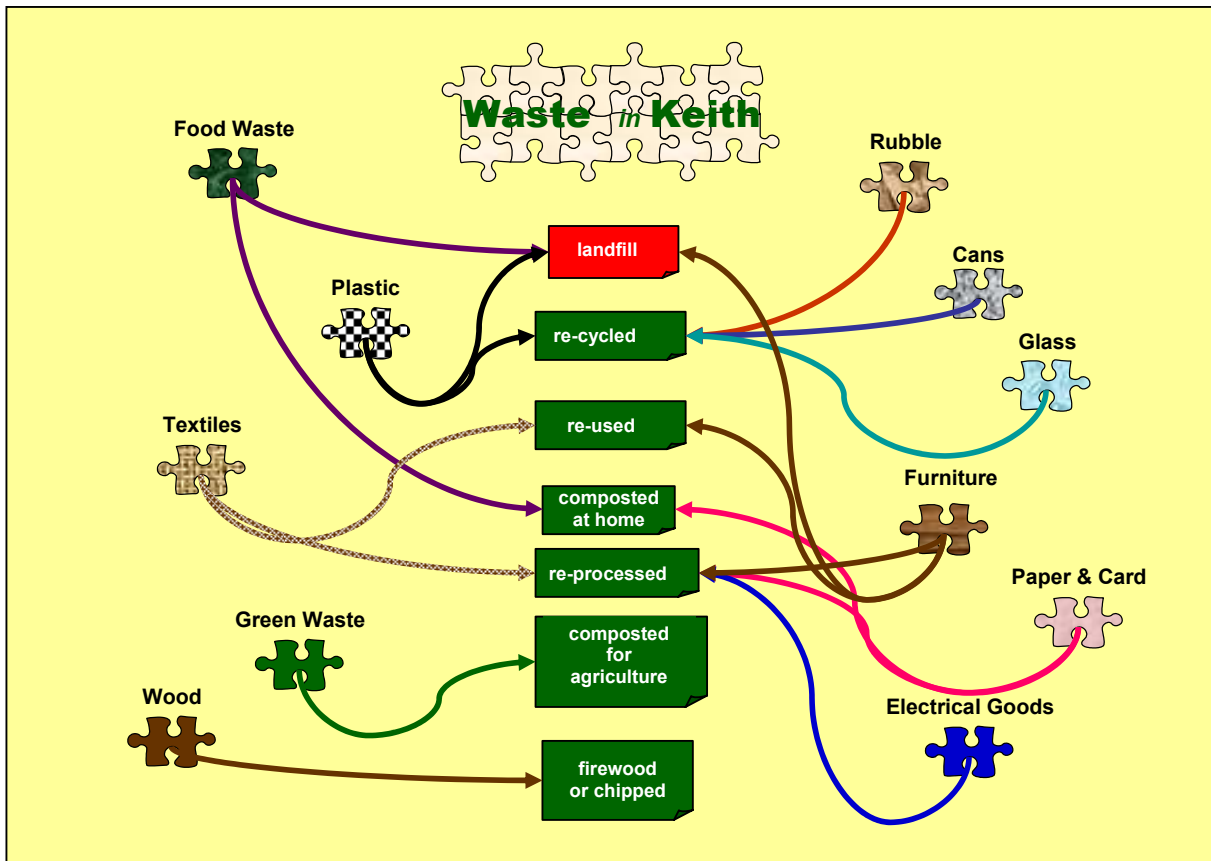 Waste in Keith
Food Waste
Rubble
landfill
Cans
Plastic
re-cycled
Glass
Textiles
re-used
Furniture
composted
at home
re-processed
Paper & Card
Green Waste
composted
for
agriculture
Wood
Electrical Goods
firewood
or chipped